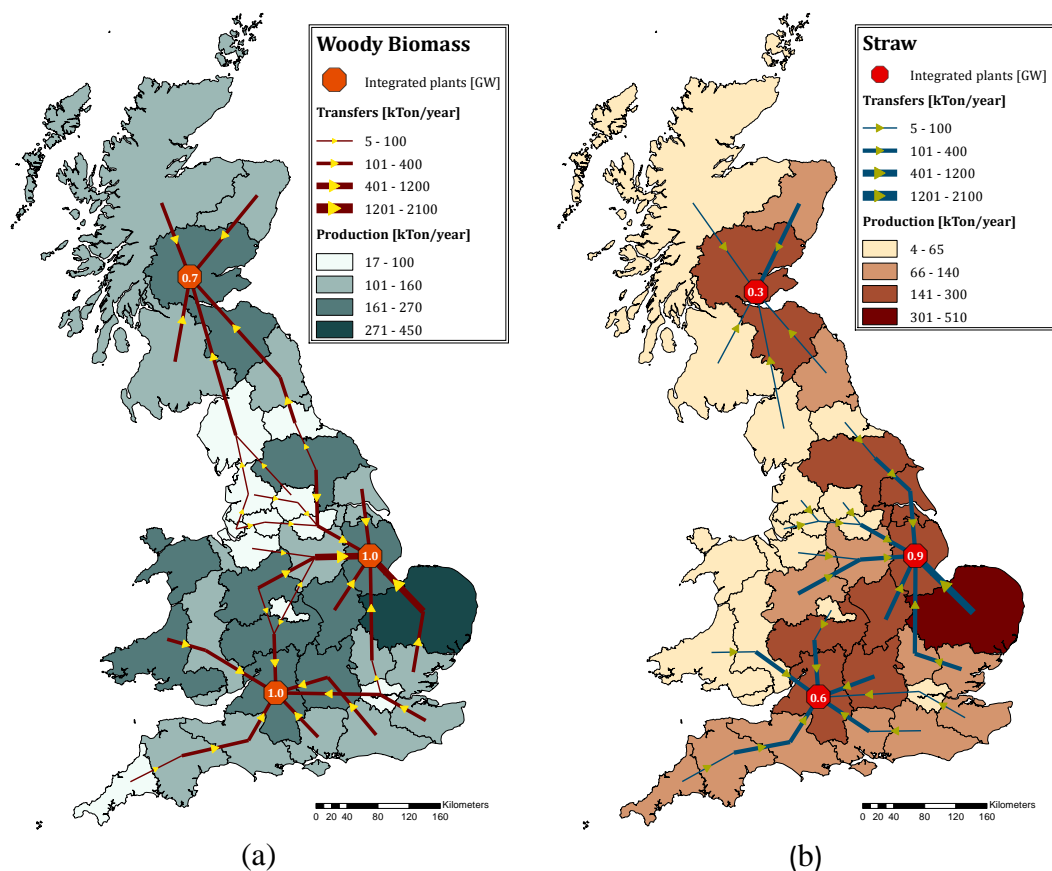 Woody Biomass
Integrated plants [GW]
Transfers [kTon/year]
5 - 100
101 - 400
401 - 1200
1201 - 2100
Production [kTon/year]
17 - 100
101 - 160
161 - 270
271 - 450
0.7
1.0
1.0
Kilometers
0 20 40 80 120 160
(a)
Straw
Integrated plants [GW]
Transfers [kTon/year]
5 - 100
101 - 400
401 - 1200
1201 - 2100
Production [kTon/year]
4 - 65
66 - 140
141 - 300
301 - 510
0.3
0.9
0.6
Kilometers
0 20 40 80 120 160
(b)